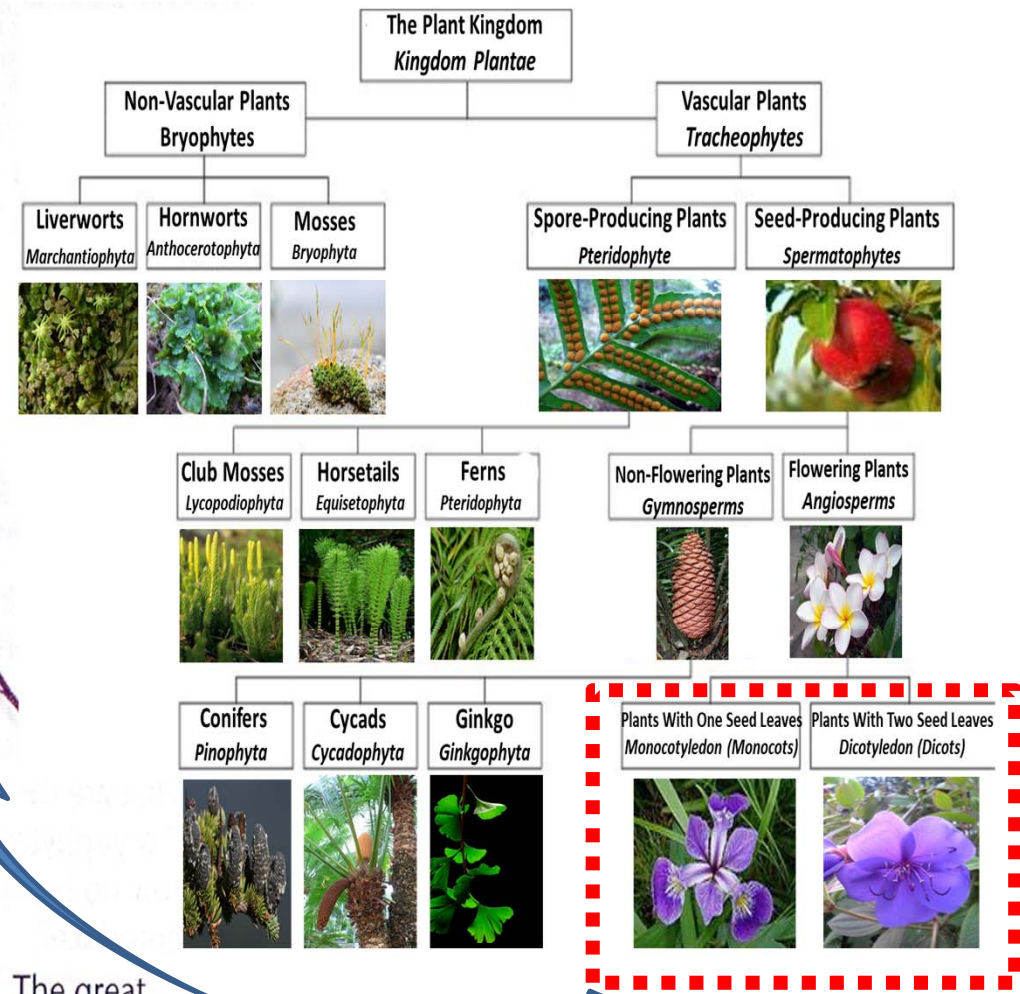 The Plant Kingdom
Kingdom Plantae
Non-Vascular Plants
Bryophytes
Vascular Plants
Tracheophytes
Liverworts
Marchantiophyta
Hornworts
Anthocerotophyta
Mosses
Bryophyta
Spore-Producing Plants
Pteridophyte
Seed-Producing Plants
Spermatophytes
Club Mosses
Lycopodiophyta
Horsetails
Equisetophyta
Ferns
Pteridophyta
Non-Flowering Plants
Gymnosperms
Flowering Plants
Angiosperms
Conifers
Pinophyta
Cycads
Cycadophyta
Ginkgo
Ginkgophyta
Plants With One Seed Leaves
Monocotyledon (Monocots)
Plants With Two Seed Leaves
Dicotyledon (Dicots)
The great